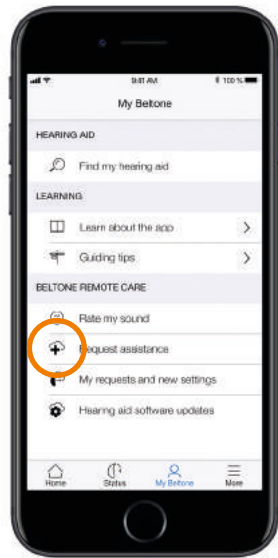 9:41 AM 100 %
My Beltone
HEARING AID
Find my hearing aid
LEARNING
Learn about the app
Guiding tips
BELTONE REMOTE CARE
Rate my sound
Request assistance
My requests and new settings
Hearing aid software updates
Home Status My Beltone More